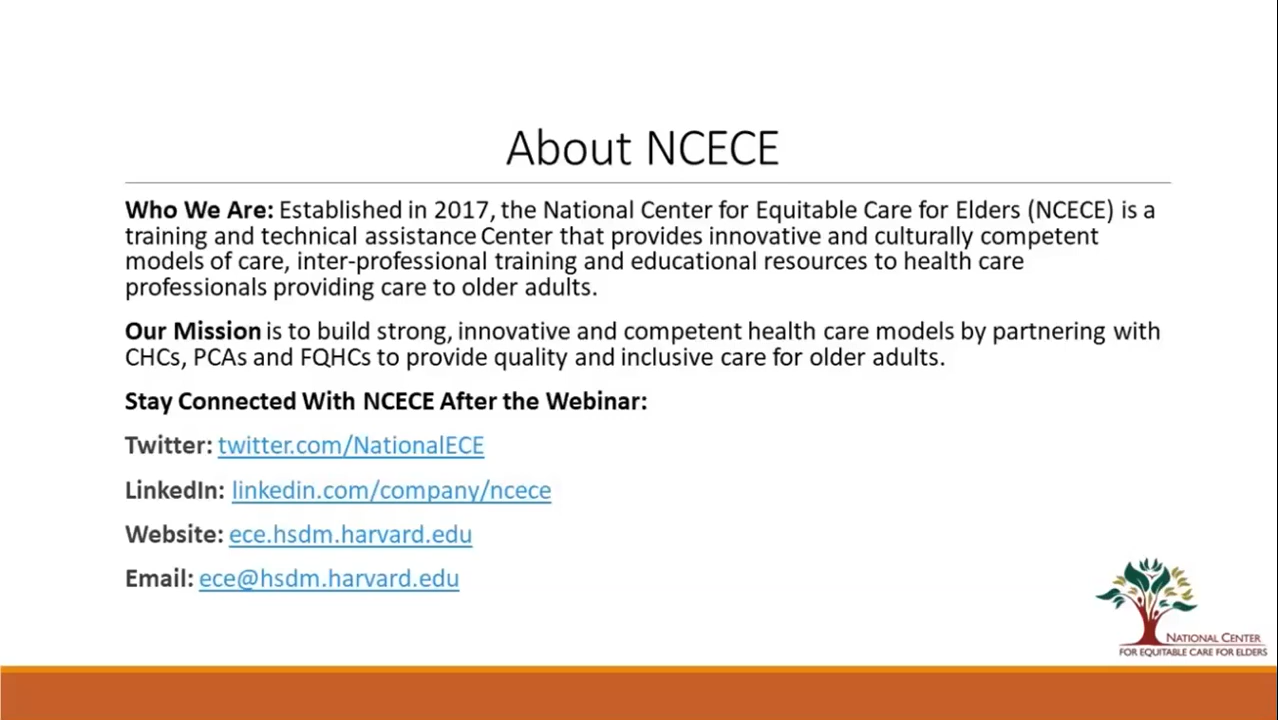 About NCECE
Who We Are: Established in 2017, the National Center for Equitable Care for Elders (NCECE) is a
training and technical assistance Center that provides innovative and culturally competent
models of care, inter-professional training and educational resources to health care
professionals providing care to older adults.
Our Mission is to build strong, innovative and competent health care models by partnering with
CHCs, PCAs and FQHCs to provide quality and inclusive care for older adults.
Stay Connected With NCECE After the Webinar:
Twitter: twitter.com/NationalECE
LinkedIn: linkedin.com/company/ncece
Website: ece.hsdm.harvard.edu
Email: ece@hsdm.harvard.edu
NATIONAL CENTER
FOR EQUITABLE CARE FOR ELDERS